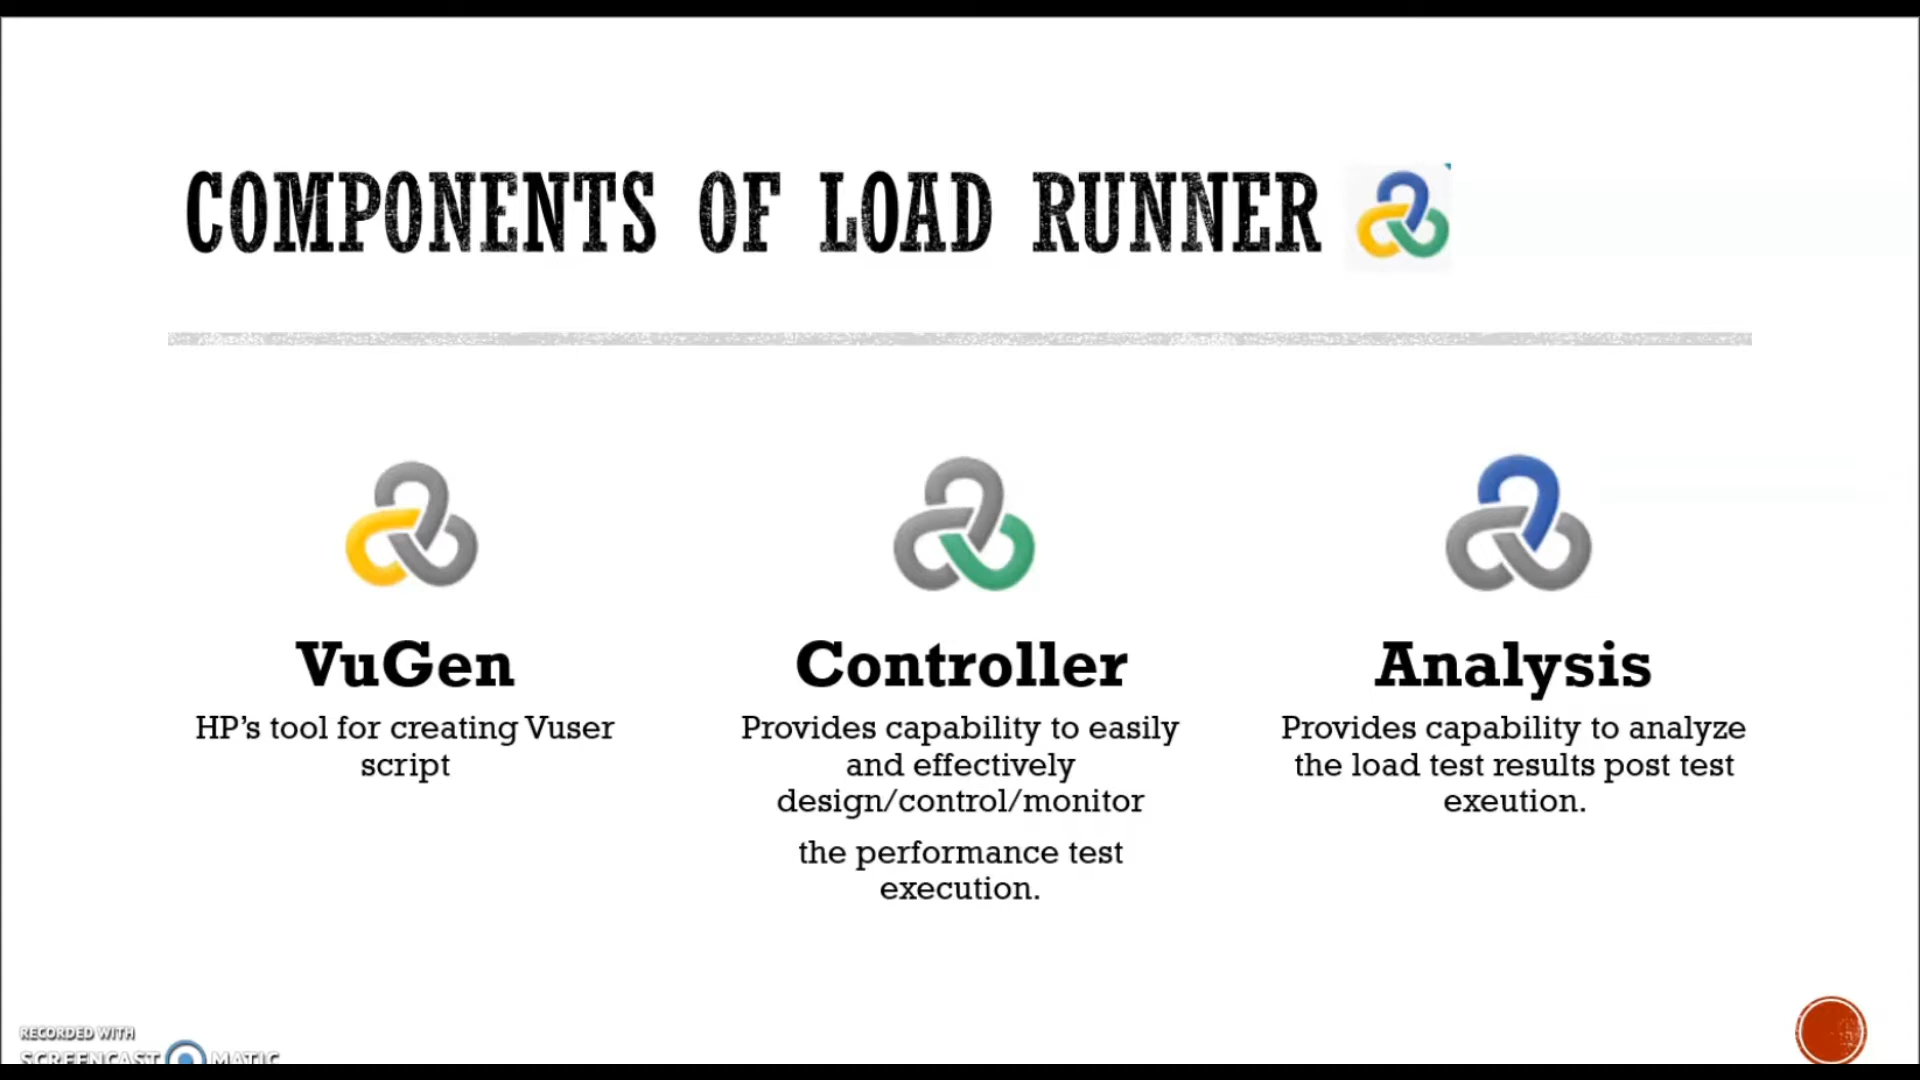 COMPONENTS OF LOAD RUNNER
VuGen
HP’s tool for creating Vuser
script
Controller
Provides capability to easily
and effectively
design/control/monitor
the performance test
execution.
Analysis
Provides capability to analyze
the load test results post test
exeution.
RECORDED WITH
SCREENCAST MATIC